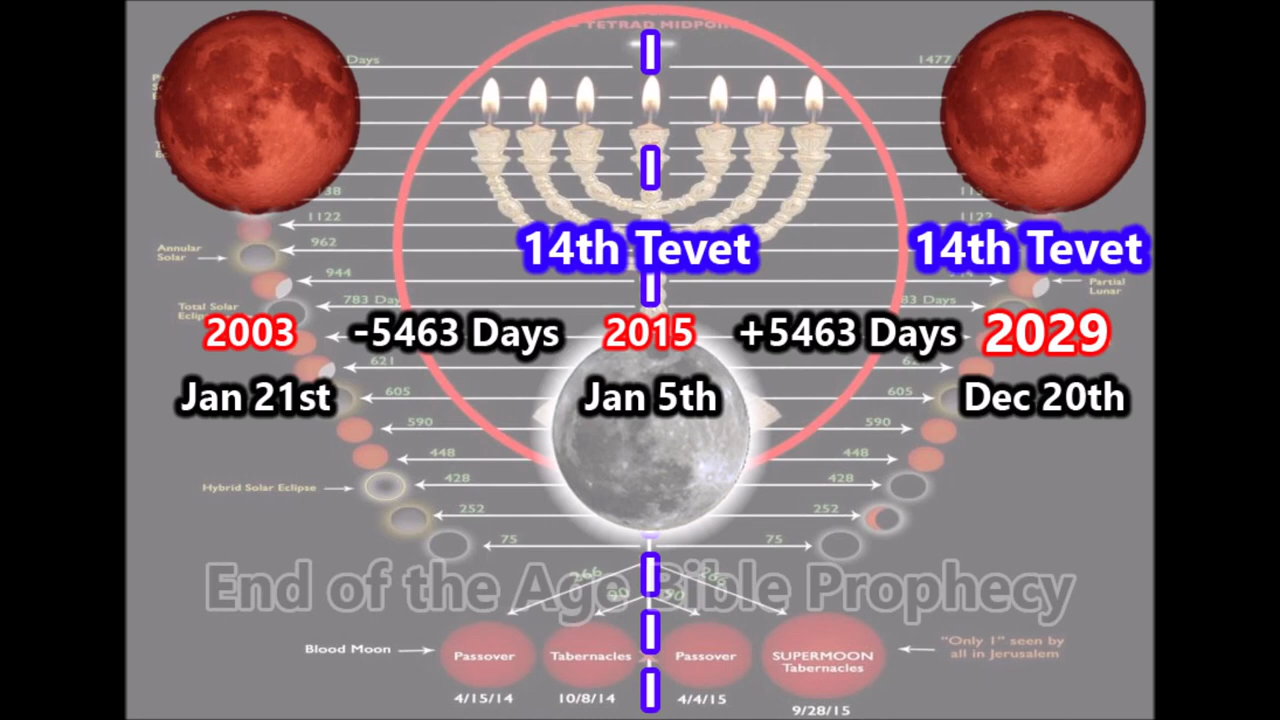 TETRAD MIDPOINT
Days
1477
1122
1122
Annular
Solar
962
944
Partial
Lunar
783 Day
83 Days
Total Solar
14th Tevet
14th Tevet
2003
-5463 Days
2015
+5463 Days
2029
621
Jan 21st
Jan 5th
Dec 20th
605
605
590
590
448
448
Hybrid Solar Eclipse
428
428
252
252
75
75
End of the Age Bible Prophecy
266
Blood Moon
Passover
Tabernacles
Passover
SUPERMOON
Tabernacles
"Only 1" seen by
all in Jerusalem
4/15/14
10/8/14
4/4/15
9/28/15